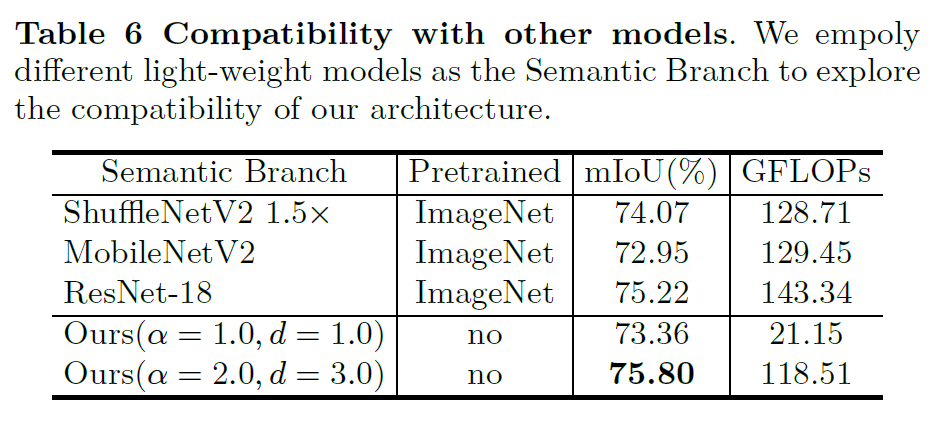 Table 6 Compatibility with other models. We empoly
different light-weight models as the Semantic Branch to explore
the compatibility of our architecture.
Semantic Branch Pretrained mIoU(%) GFLOPs
ShuffleNetV2 1.5× ImageNet 74.07 128.71
MobileNetV2 ImageNet 72.95 129.45
ResNet-18 ImageNet 75.22 143.34
Ours(α = 1.0, d = 1.0) no 73.36 21.15
Ours(α = 2.0, d = 3.0) no 75.80 118.51